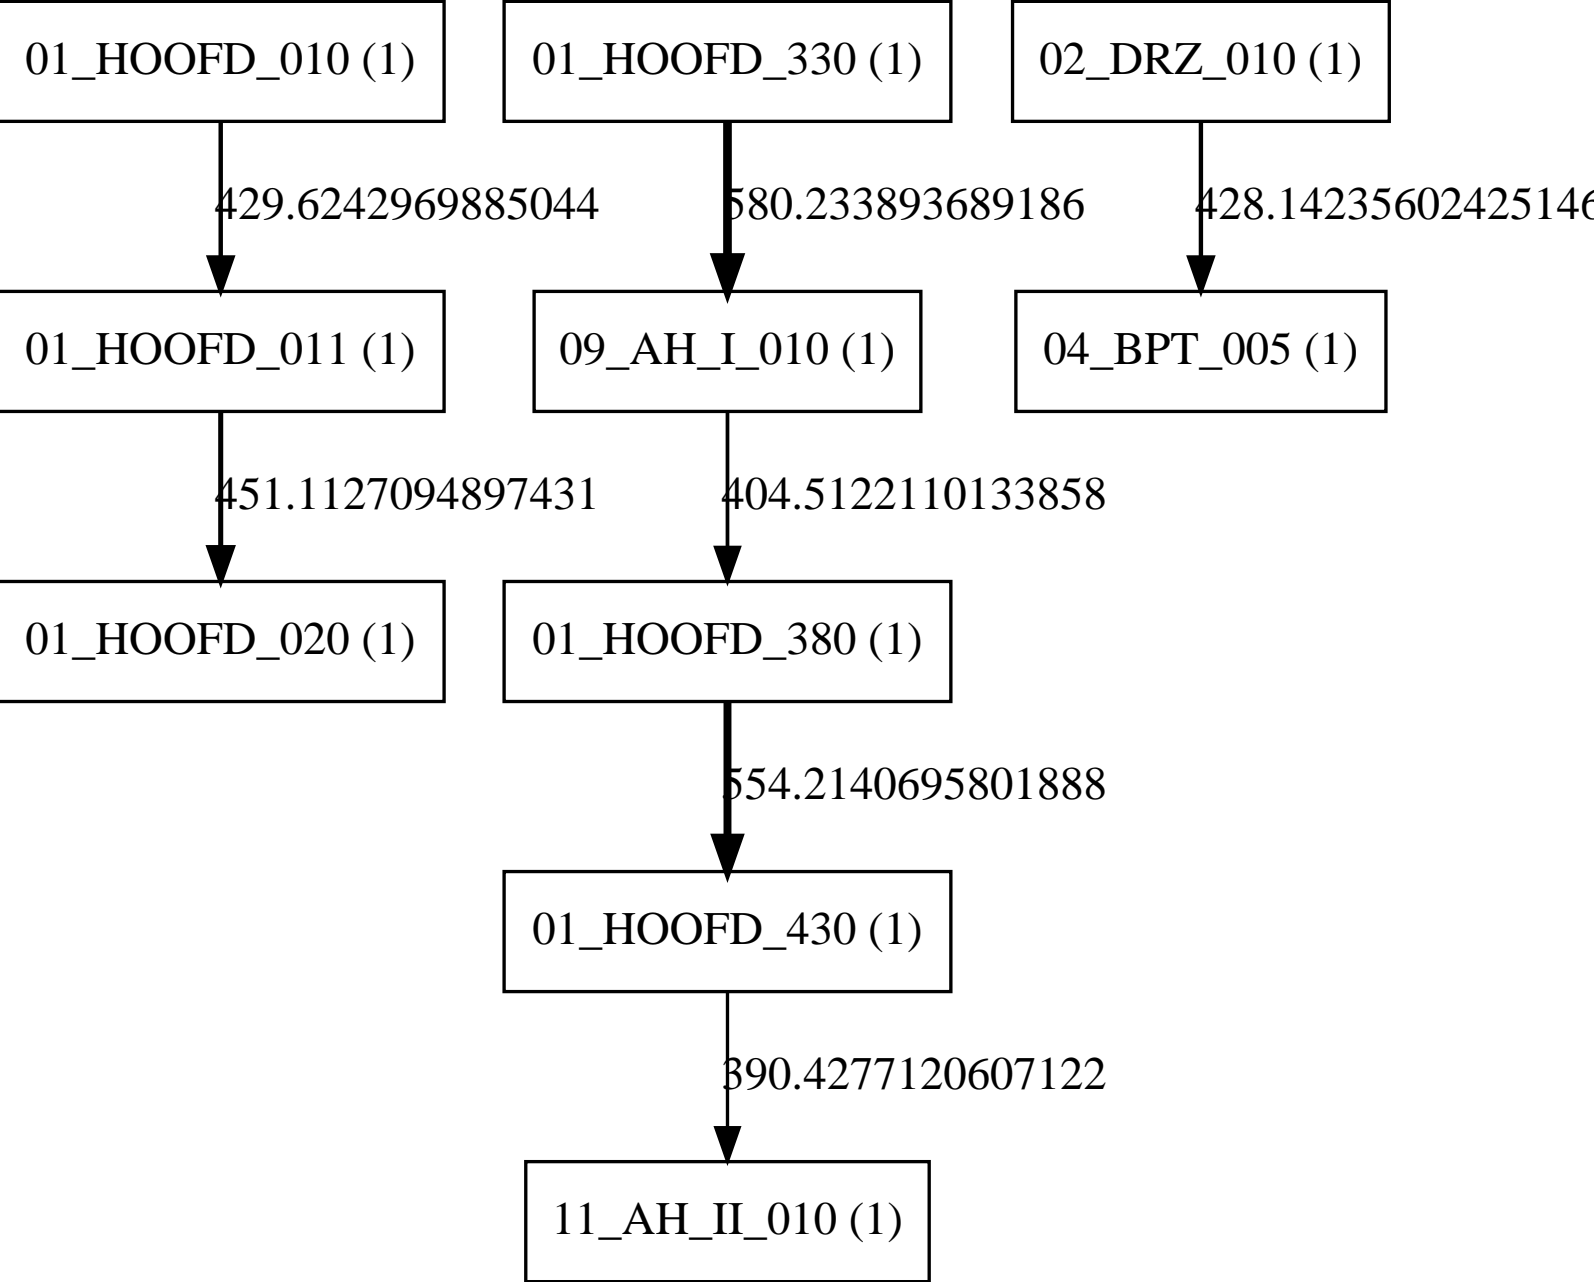 01_HOOFD_010 (1)
01_HOOFD_330 (1)
02_DRZ_010 (1)
429.6242969885044
580.233893689186
428.14235602425146
01_HOOFD_011 (1)
09_AH_I_010 (1)
04_BPT_005 (1)
451.1127094897431
404.5122110133858
01_HOOFD_020 (1)
01_HOOFD_380 (1)
554.2140695801888
01_HOOFD_430 (1)
390.4277120607122
11_AH_II_010 (1)